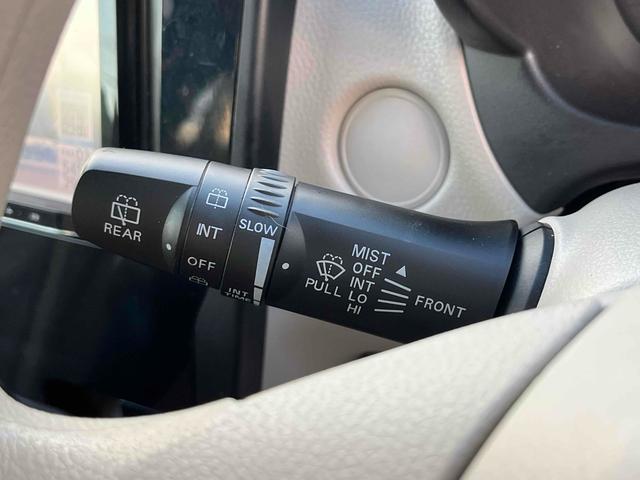 REAR
INT
OFF
SLOW
INT
TIME
MIST
OFF
INT
LO
HI
PULL
FRONT